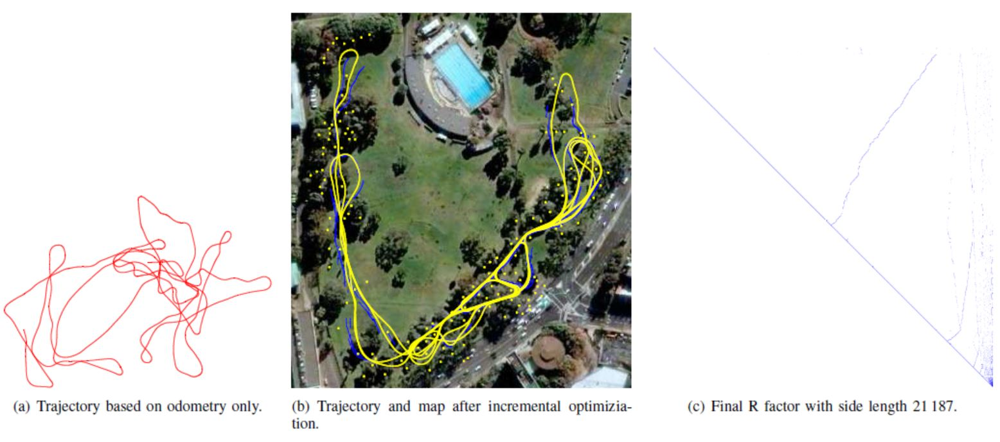 (a) Trajectory based on odometry only.
(b) Trajectory and map after incremental optimizia-
tion.
(c) Final R factor with side length 21 187.